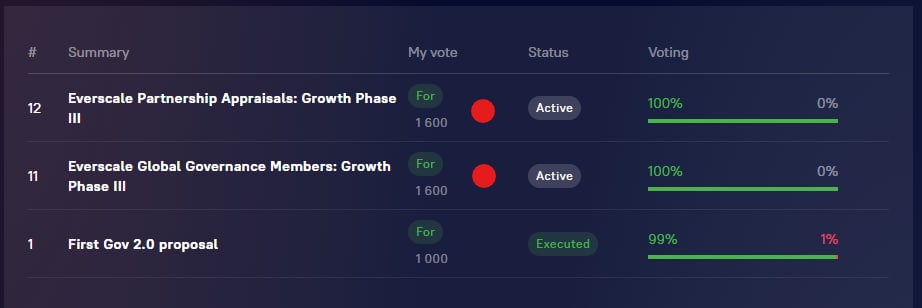 # Summary My vote Status Voting
12 Everscale Partnership Appraisals: Growth Phase III For 1 600 Active 100% 0%
11 Everscale Global Governance Members: Growth Phase III For 1 600 Active 100% 0%
1 First Gov 2.0 proposal For 1 000 Executed 99% 1%